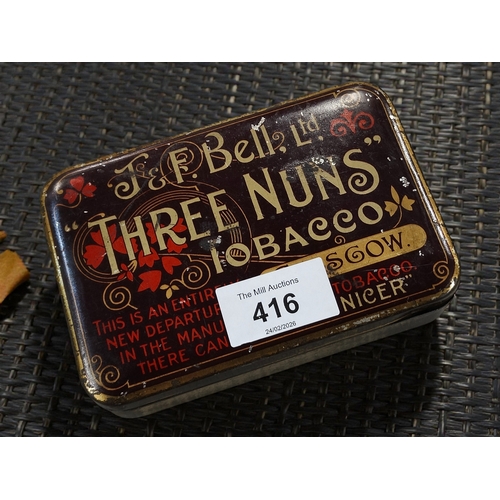 J & F Bell, Ltd
"THREE NUNS"
TOBACCO
SGOW.
THIS IS AN ENTIR
NEW DEPARTUR TOBACCO
IN THE MANU
THERE CAN NICER"
The Mill Auctions
416
24/02/2026